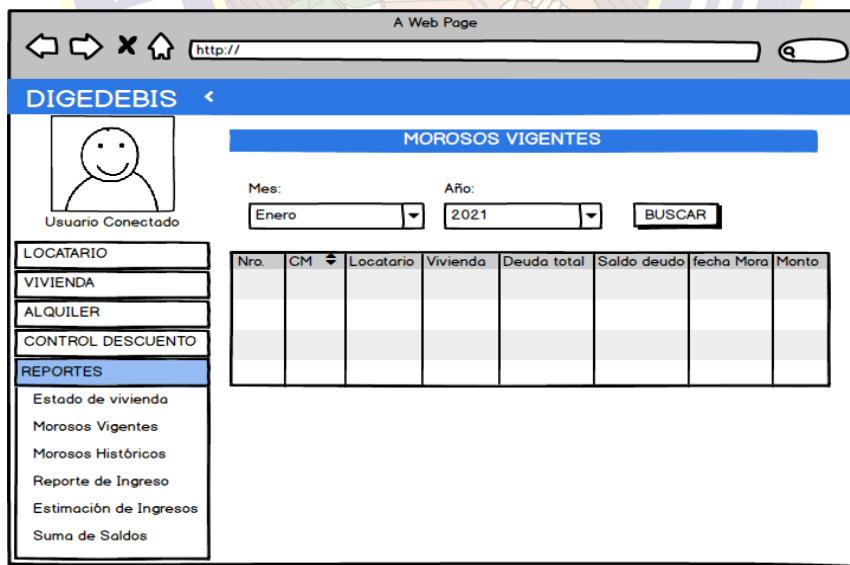 A Web Page
http://
DIGEDEBIS <
Usuario Conectado
LOCATARIO
VIVIENDA
ALQUILER
CONTROL DESCUENTO
REPORTES
Estado de vivienda
Morosos Vigentes
Morosos Históricos
Reporte de Ingreso
Estimación de Ingresos
Suma de Saldos
MOROSOS VIGENTES
Mes: Año:
Enero 2021 BUSCAR
Nro. CM Locatario Vivienda Deuda total Saldo deudo fecha Mora Monto